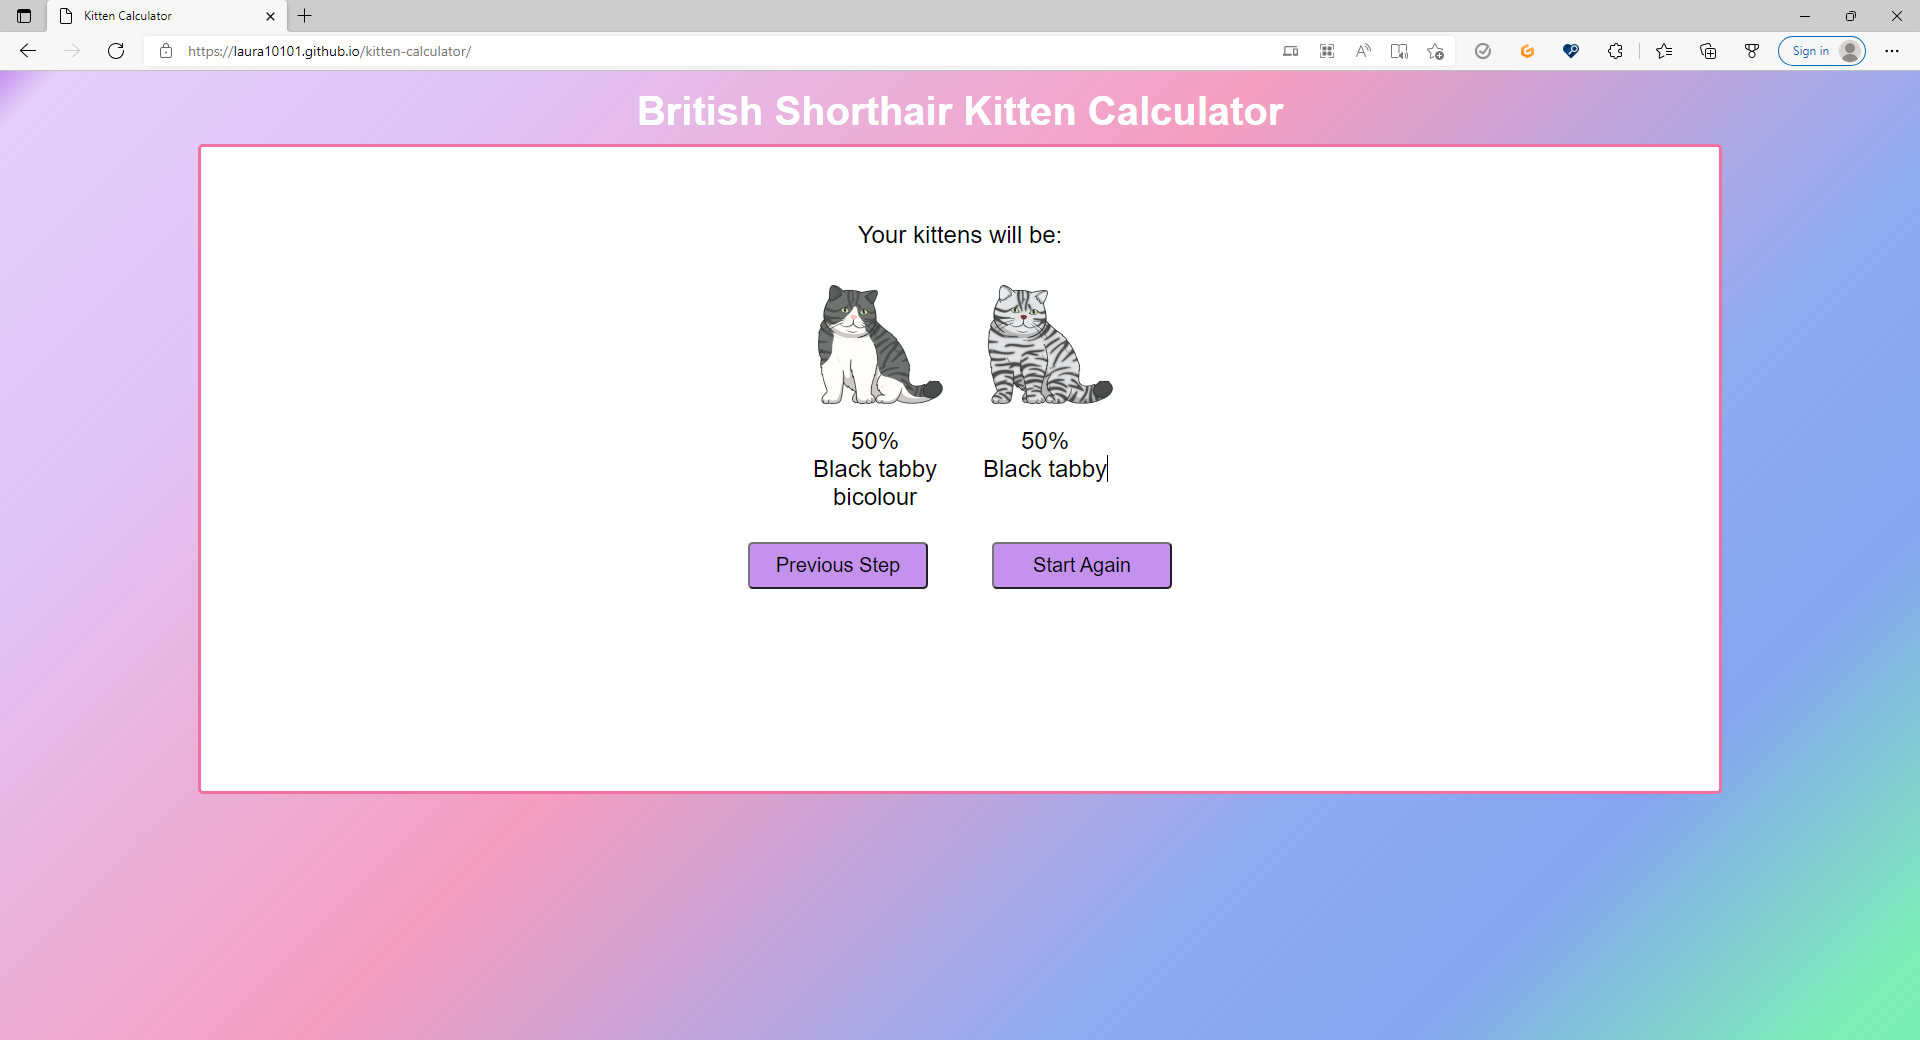 Kitten Calculator
https://laura10101.github.io/kitten-calculator/
Sign in
British Shorthair Kitten Calculator
Your kittens will be:
50%
Black tabby
bicolour
50%
Black tabby
Previous Step
Start Again